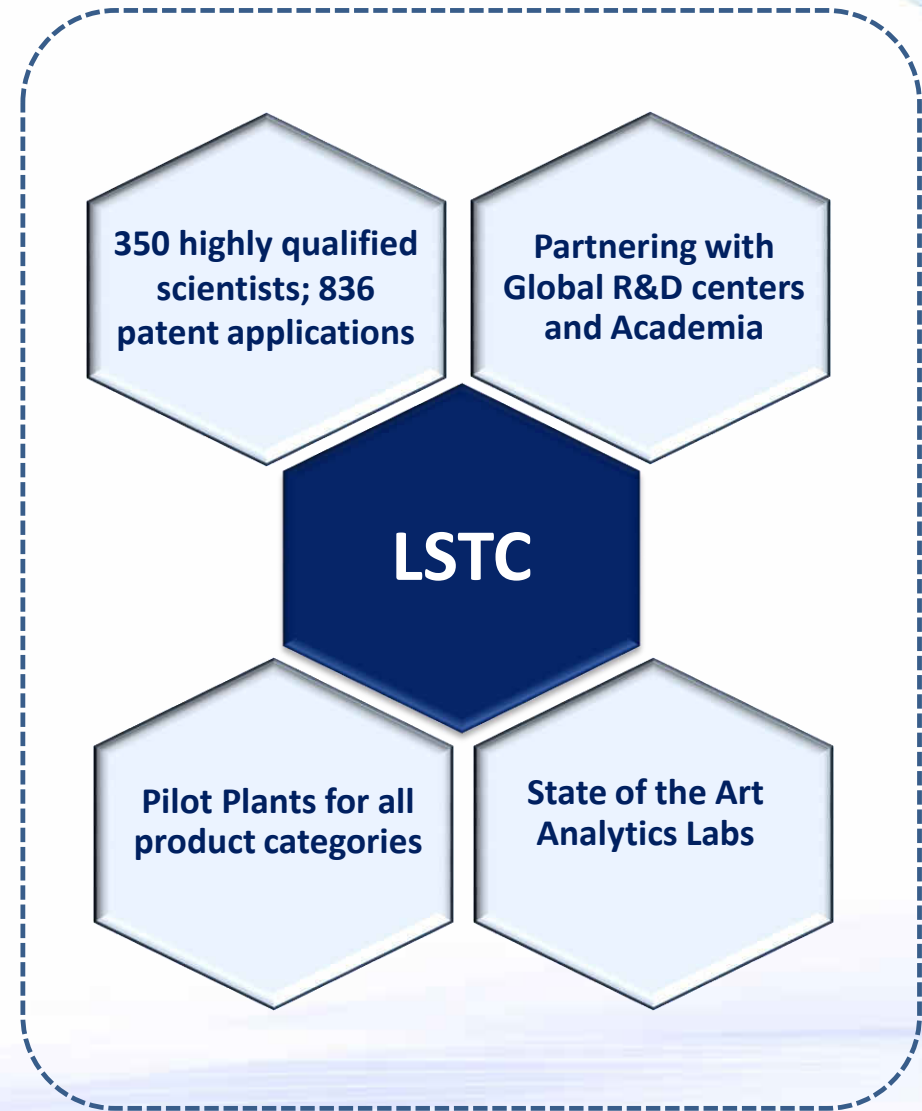 350 highly qualified
scientists; 836
patent applications
Partnering with
Global R&D centers
and Academia
LSTC
Pilot Plants for all
product categories
State of the Art
Analytics Labs